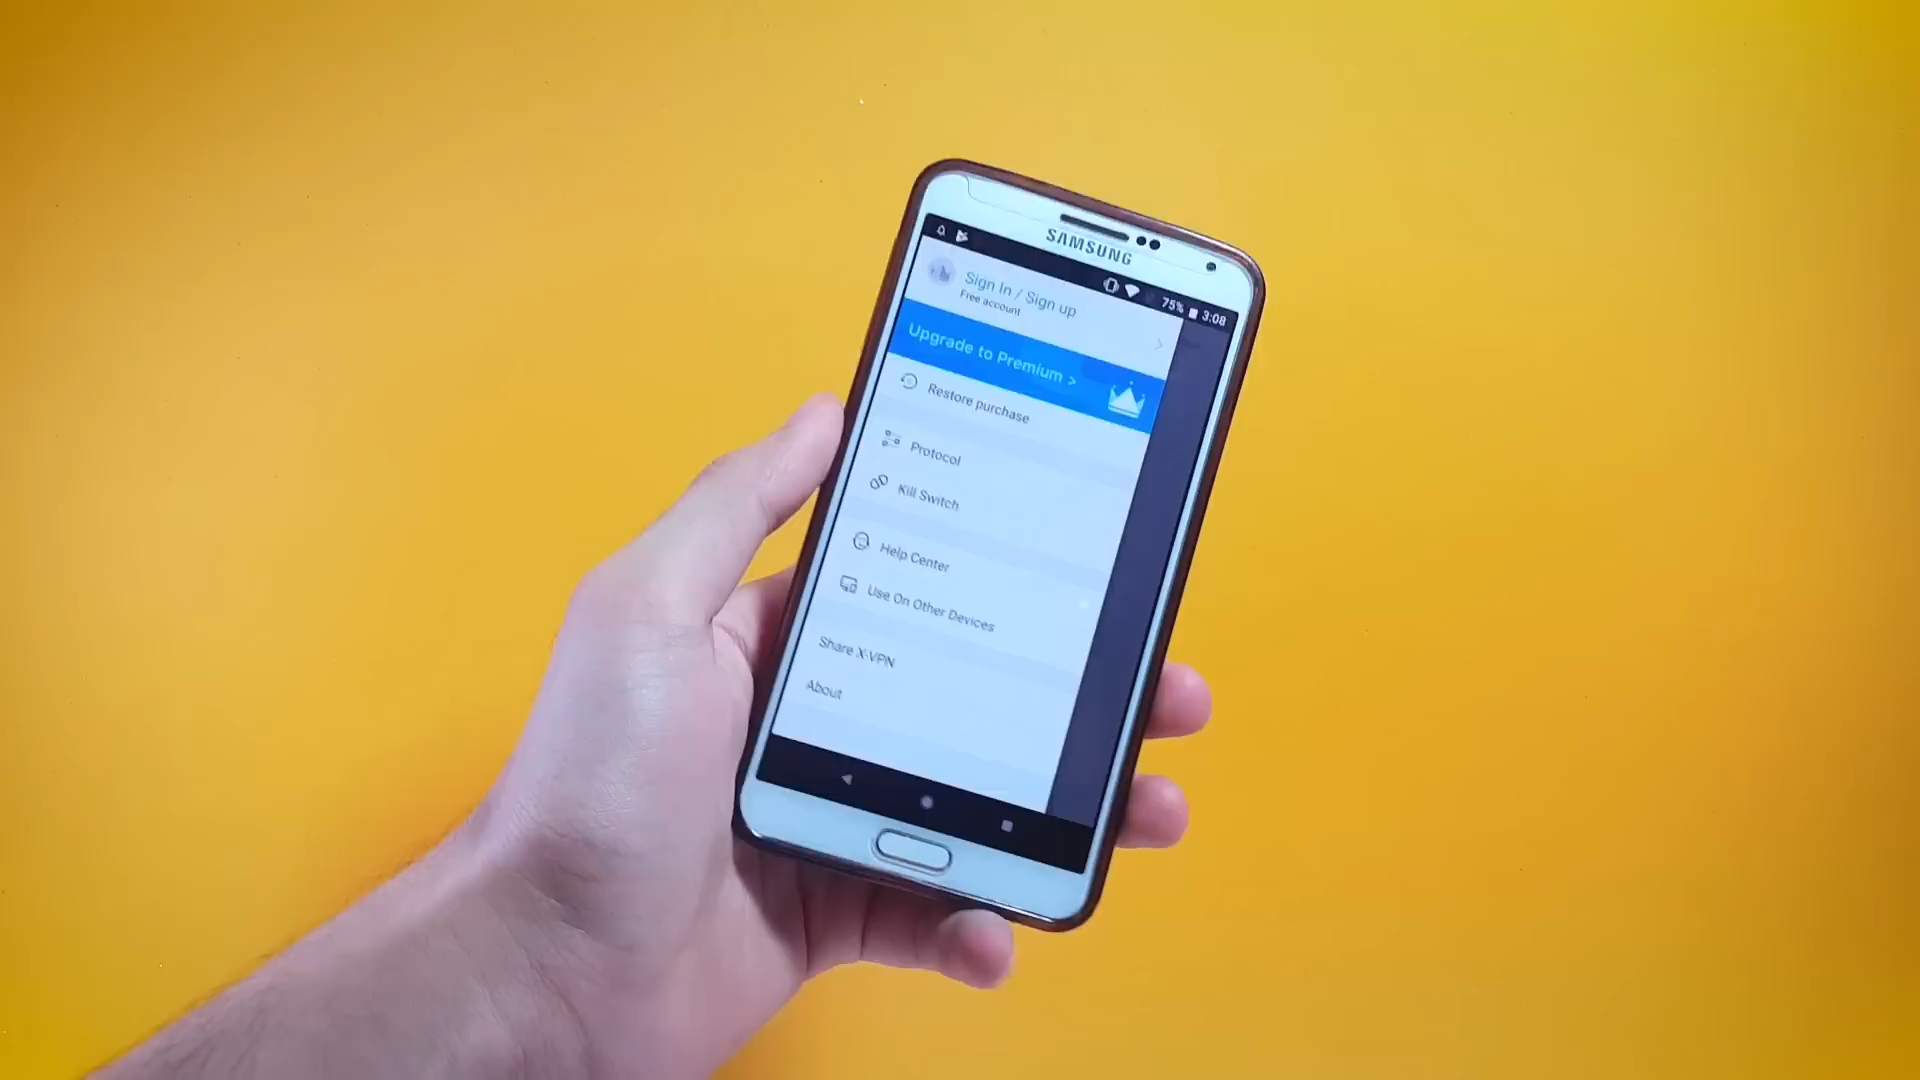 SAMSUNG
75% 3:08
Sign In / Sign up
Free account
Upgrade to Premium >
Restore purchase
Protocol
Kill Switch
Help Center
Use On Other Devices
Share X-VPN
About